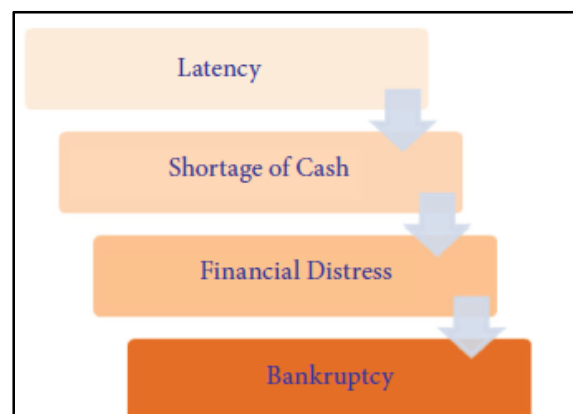 Latency
Shortage of Cash
Financial Distress
Bankruptcy